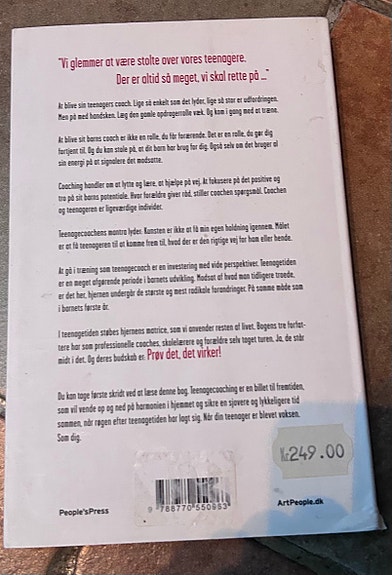 "Vi glemmer at være stolte over vores teenagere.
Der er altid så meget, vi skal rette på ..."
At blive sin teenagers coach. Lige så enkelt som det lyder, lige så stor er udfordringen.
Men på med handsken. Læg den gamle opdragerrolle væk. Og kom i gang med at træne.
At blive sit barns coach er ikke en rolle, du får forærende. Det er en rolle, du gør dig
fortjent til. Og du kan stole på, at dit barn har brug for dig. Også selv om det bruger al
sin energi på at signalere det modsatte.
Coaching handler om at lytte og lære, at hjælpe på vej. At fokusere på det positive og
tro på sit barns potentiale. Hvor forældre giver råd, stiller coachen spørgsmål. Coachen
og teenageren er ligeværdige individer.
Teenagecoachens mantra lyder: Kunsten er ikke at få min egen holdning igennem. Målet
er at få teenageren til at komme frem til, hvad der er den rigtige vej for ham eller hende.
At gå i træning som teenagecoach er en investering med vide perspektiver. Teenagetiden
er en meget afgørende periode i barnets udvikling. Modsat af hvad man tidligere troede,
er det her, hjernen undergår de største og mest radikale forandringer. På samme måde som
i barnets første år.
I teenagetiden støbes hjernens matrice, som vi anvender resten af livet. Bogens tre forfat-
tere har som professionelle coaches, skolelærere og forældre selv taget turen. Ja, de står
midt i det. Og deres budskab er: Prøv det, det virker!
Du kan tage første skridt ved at læse denne bog. Teenagecoaching er en billet til fremtiden,
som vil vende op og ned på harmonien i hjemmet og sikre en sjovere og lykkeligere tid
sammen, når røgen efter teenagetiden har lagt sig. Når din teenager er blevet voksen.
Som dig.
Kr249.00
9 788770 550963
People'sPress
ArtPeople.dk